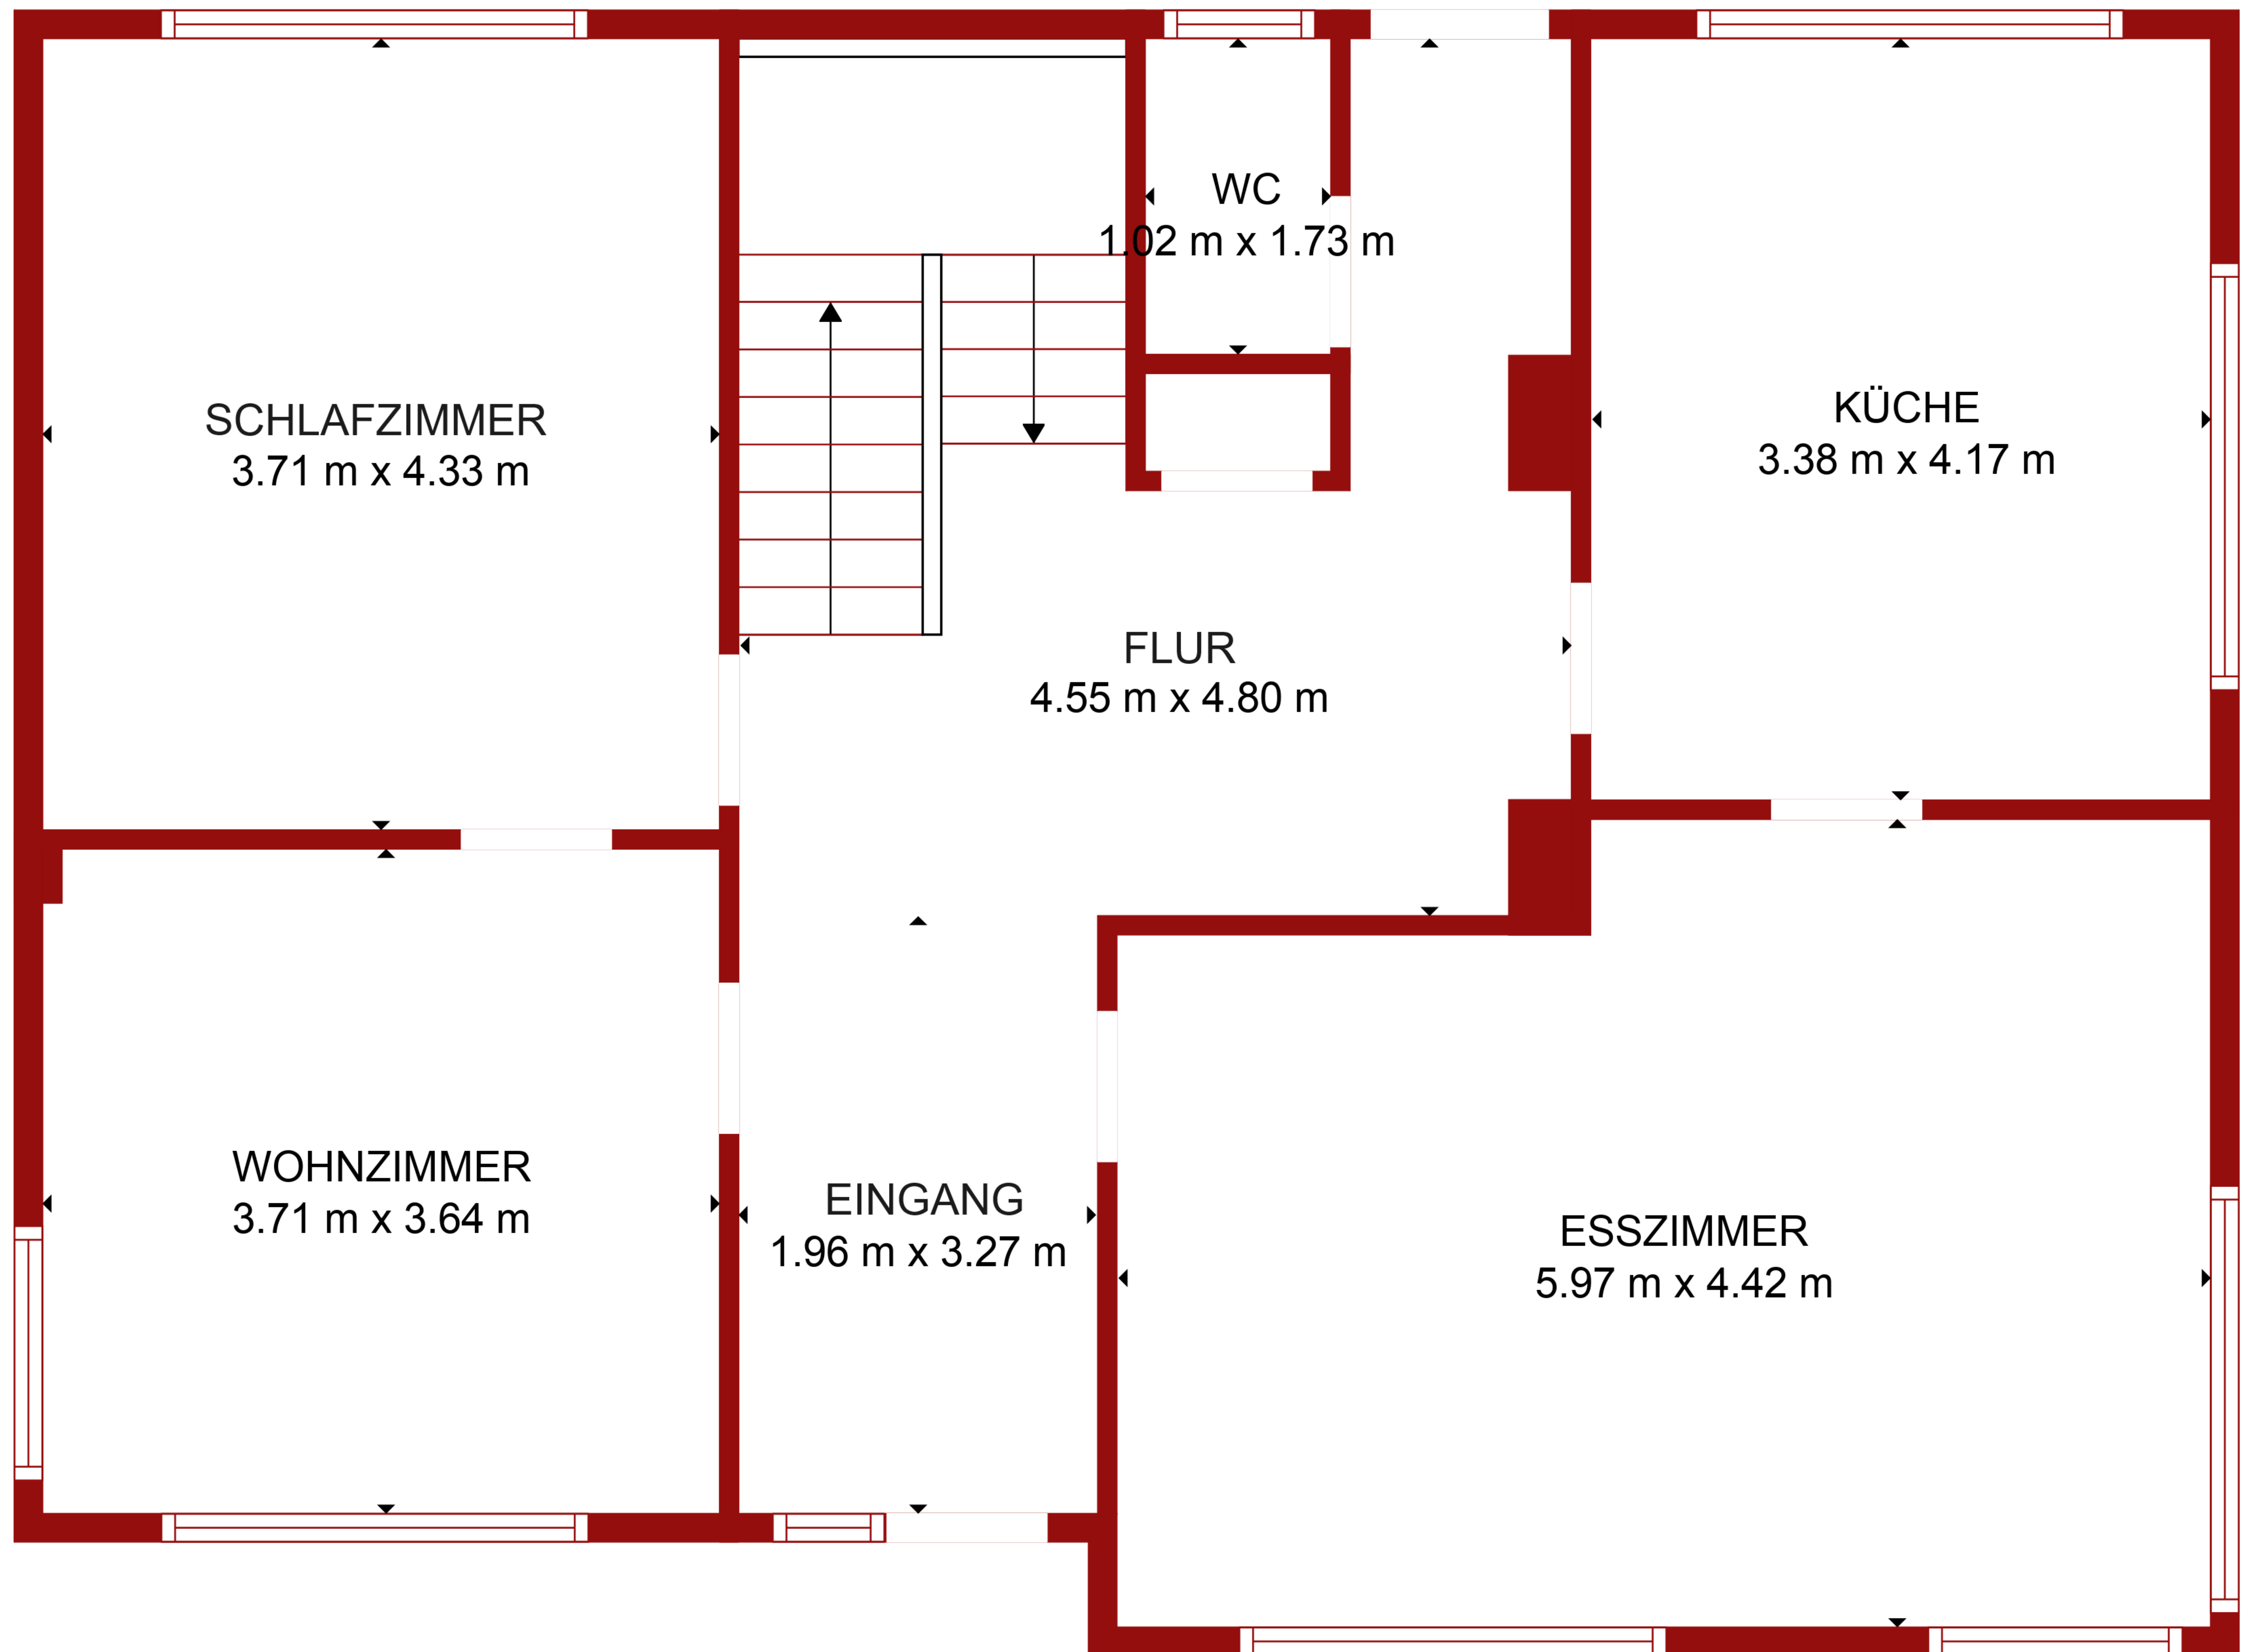 WC
1.02 m x 1.73 m
SCHLAFZIMMER
3.71 m x 4.33 m
KÜCHE
3.38 m x 4.17 m
FLUR
4.55 m x 4.80 m
WOHNZIMMER
3.71 m x 3.64 m
EINGANG
1.96 m x 3.27 m
ESSZIMMER
5.97 m x 4.42 m